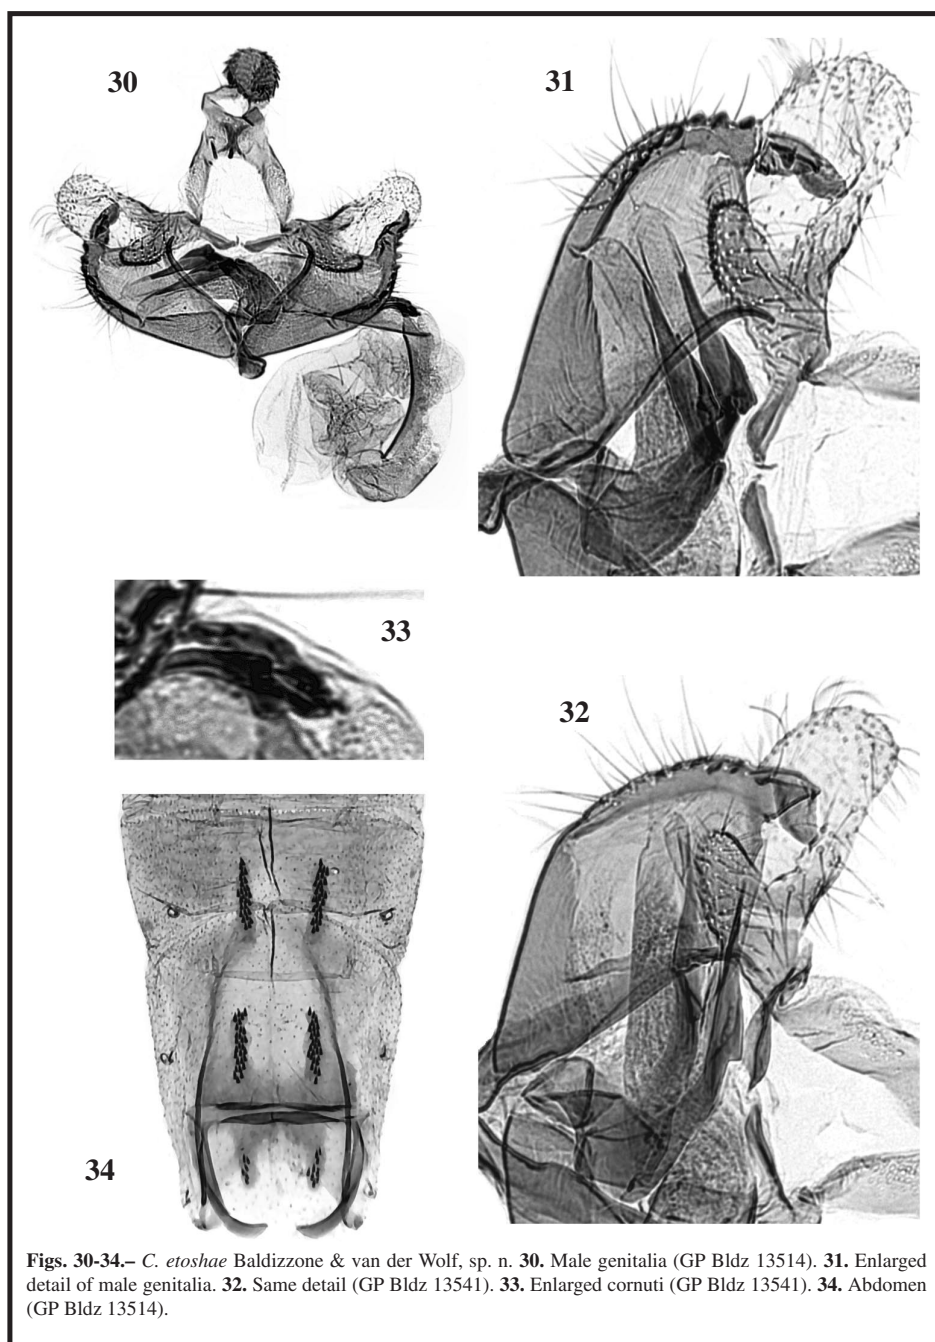 30
31
33
32
34
Figs. 30-34.– C. etoshae Baldizzone & van der Wolf, sp. n. 30. Male genitalia (GP Bldz 13514). 31. Enlarged
detail of male genitalia. 32. Same detail (GP Bldz 13541). 33. Enlarged cornuti (GP Bldz 13541). 34. Abdomen
(GP Bldz 13514).